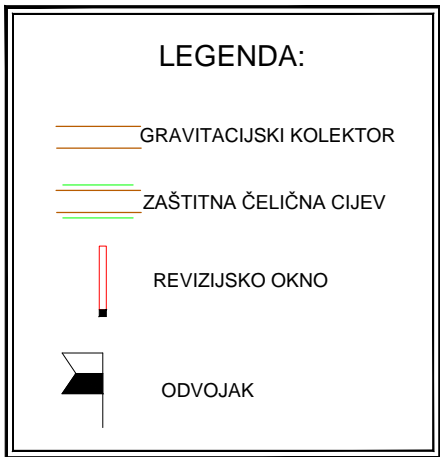 LEGENDA:
GRAVITACIJSKI KOLEKTOR
ZAŠTITNA ČELIČNA CIJEV
REVIZIJSKO OKNO
ODVOJAK